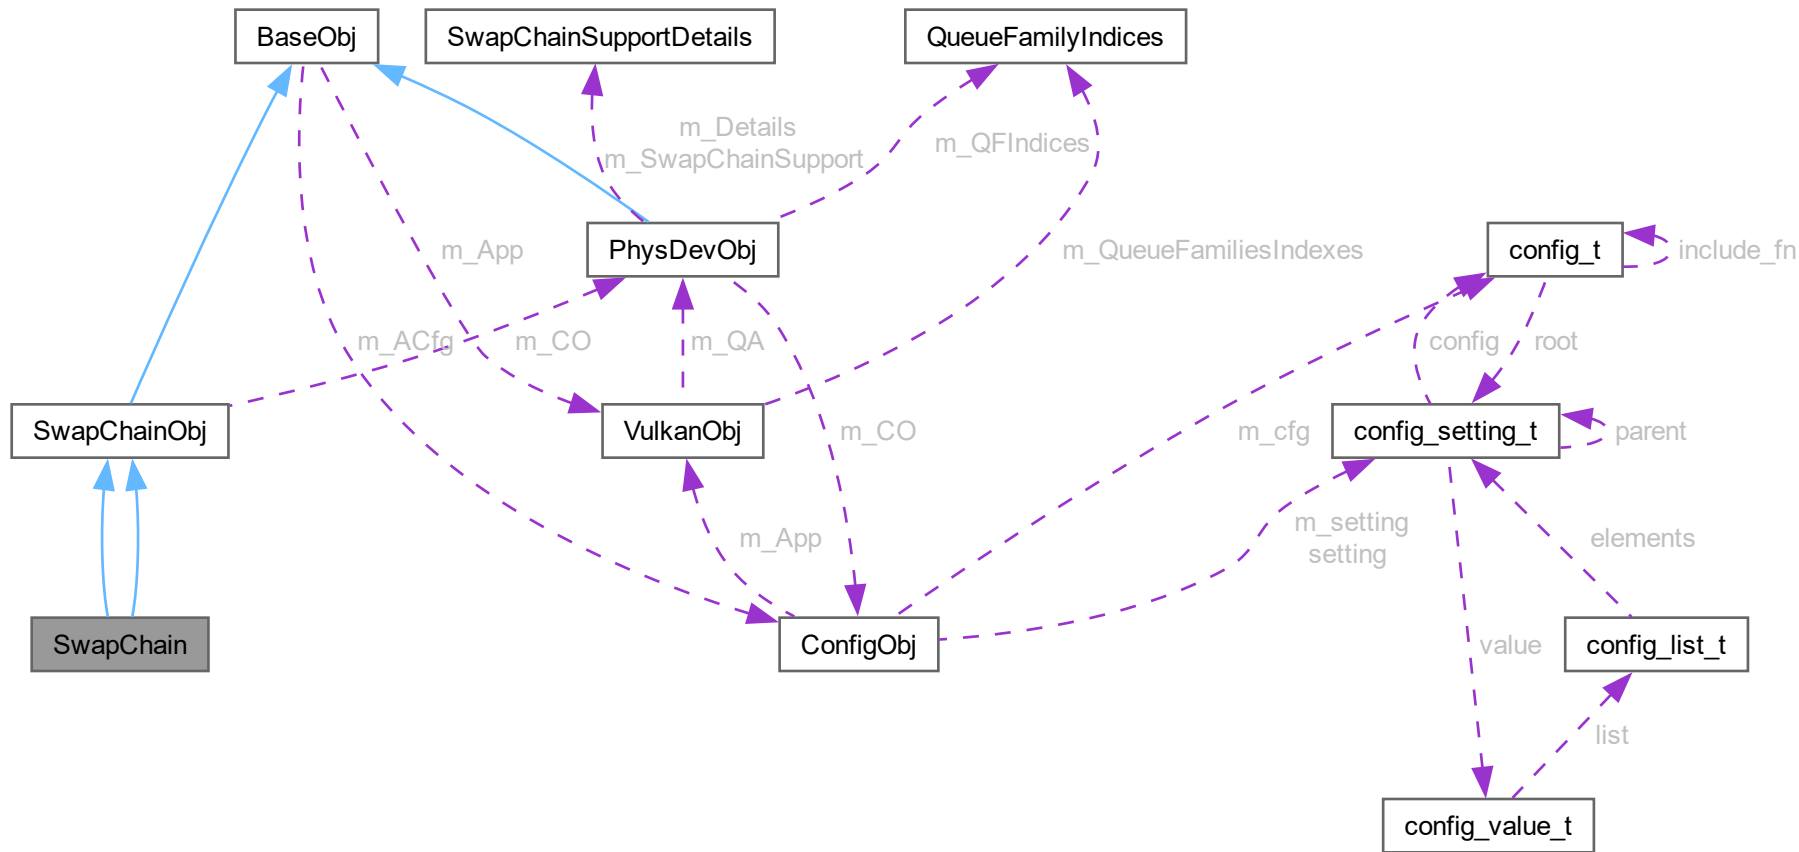 BaseObj
SwapChainSupportDetails
QueueFamilyIndices
m_Details
m_SwapChainSupport
m_QFIndices
m_App
PhysDevObj
m_QueueFamiliesIndexes
config_t
include_fn
m_ACfg
m_CO
m_QA
config
root
SwapChainObj
VulkanObj
m_CO
m_cfg
config_setting_t
parent
m_App
m_setting
setting
elements
SwapChain
ConfigObj
value
config_list_t
list
config_value_t